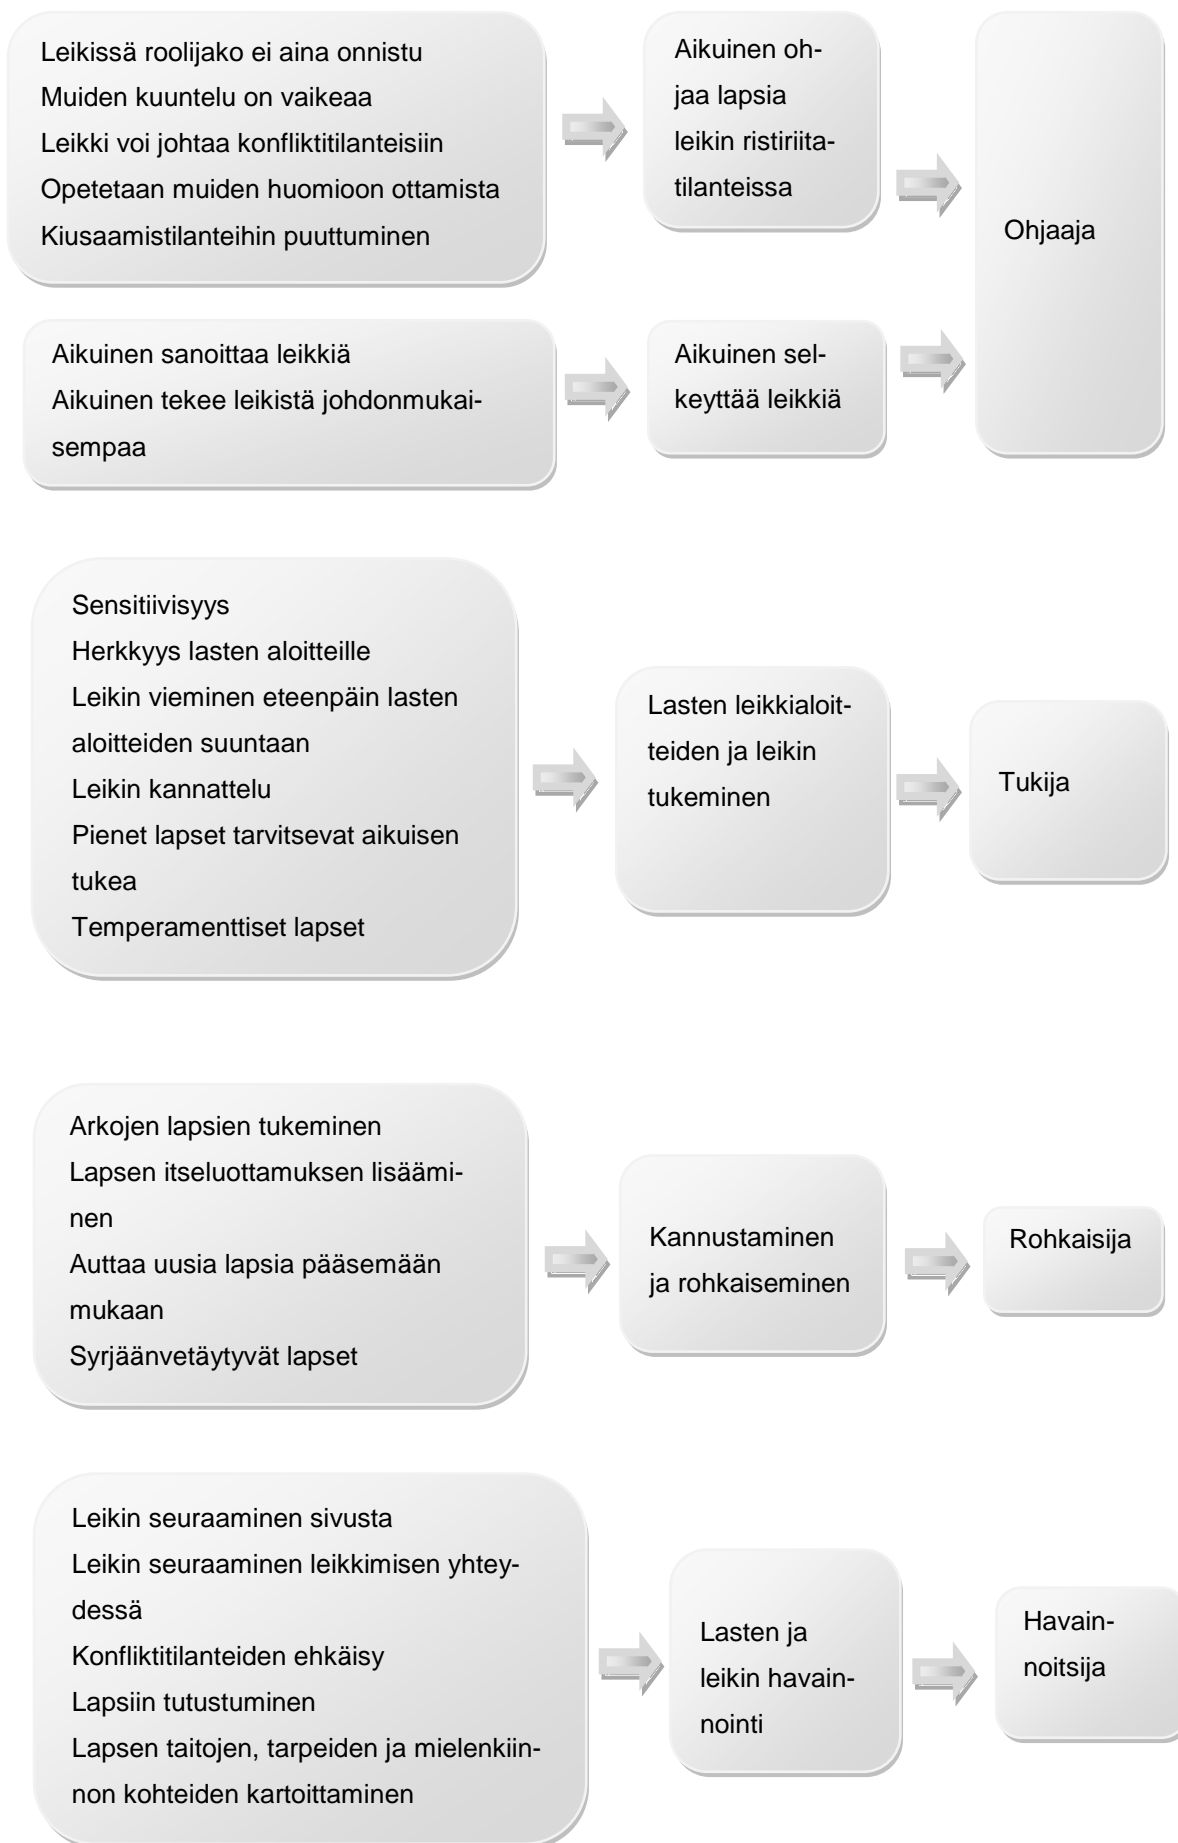 Leikissä roolijako ei aina onnistu
Muiden kuuntelu on vaikeaa
Leikki voi johtaa konfliktitilanteisiin
Opetetaan muiden huomioon ottamista
Kiusaamistilanteihin puuttuminen
Aikuinen oh-
jaa lapsia
leikin ristiriita-
tilanteissa
Ohjaaja
Aikuinen sanoittaa leikkiä
Aikuinen tekee leikistä johdonmukai-
sempaa
Aikuinen sel-
keyttää leikkiä
Sensitiivisyys
Herkkyys lasten aloitteille
Leikin vieminen eteenpäin lasten
aloitteiden suuntaan
Leikin kannattelu
Pienet lapset tarvitsevat aikuisen
tukea
Temperamenttiset lapset
Lasten leikkialoit-
teiden ja leikin
tukeminen
Tukija
Arkojen lapsien tukeminen
Lapsen itseluottamuksen lisäämi-
nen
Auttaa uusia lapsia pääsemään
mukaan
Syrjäänvetäytyvät lapset
Kannustaminen
ja rohkaiseminen
Rohkaisija
Leikin seuraaminen sivusta
Leikin seuraaminen leikkimisen yhtey-
dessä
Konfliktitilanteiden ehkäisy
Lapsiin tutustuminen
Lapsen taitojen, tarpeiden ja mielenkiin-
non kohteiden kartoittaminen
Lasten ja
leikin havain-
nointi
Havain-
noitsija